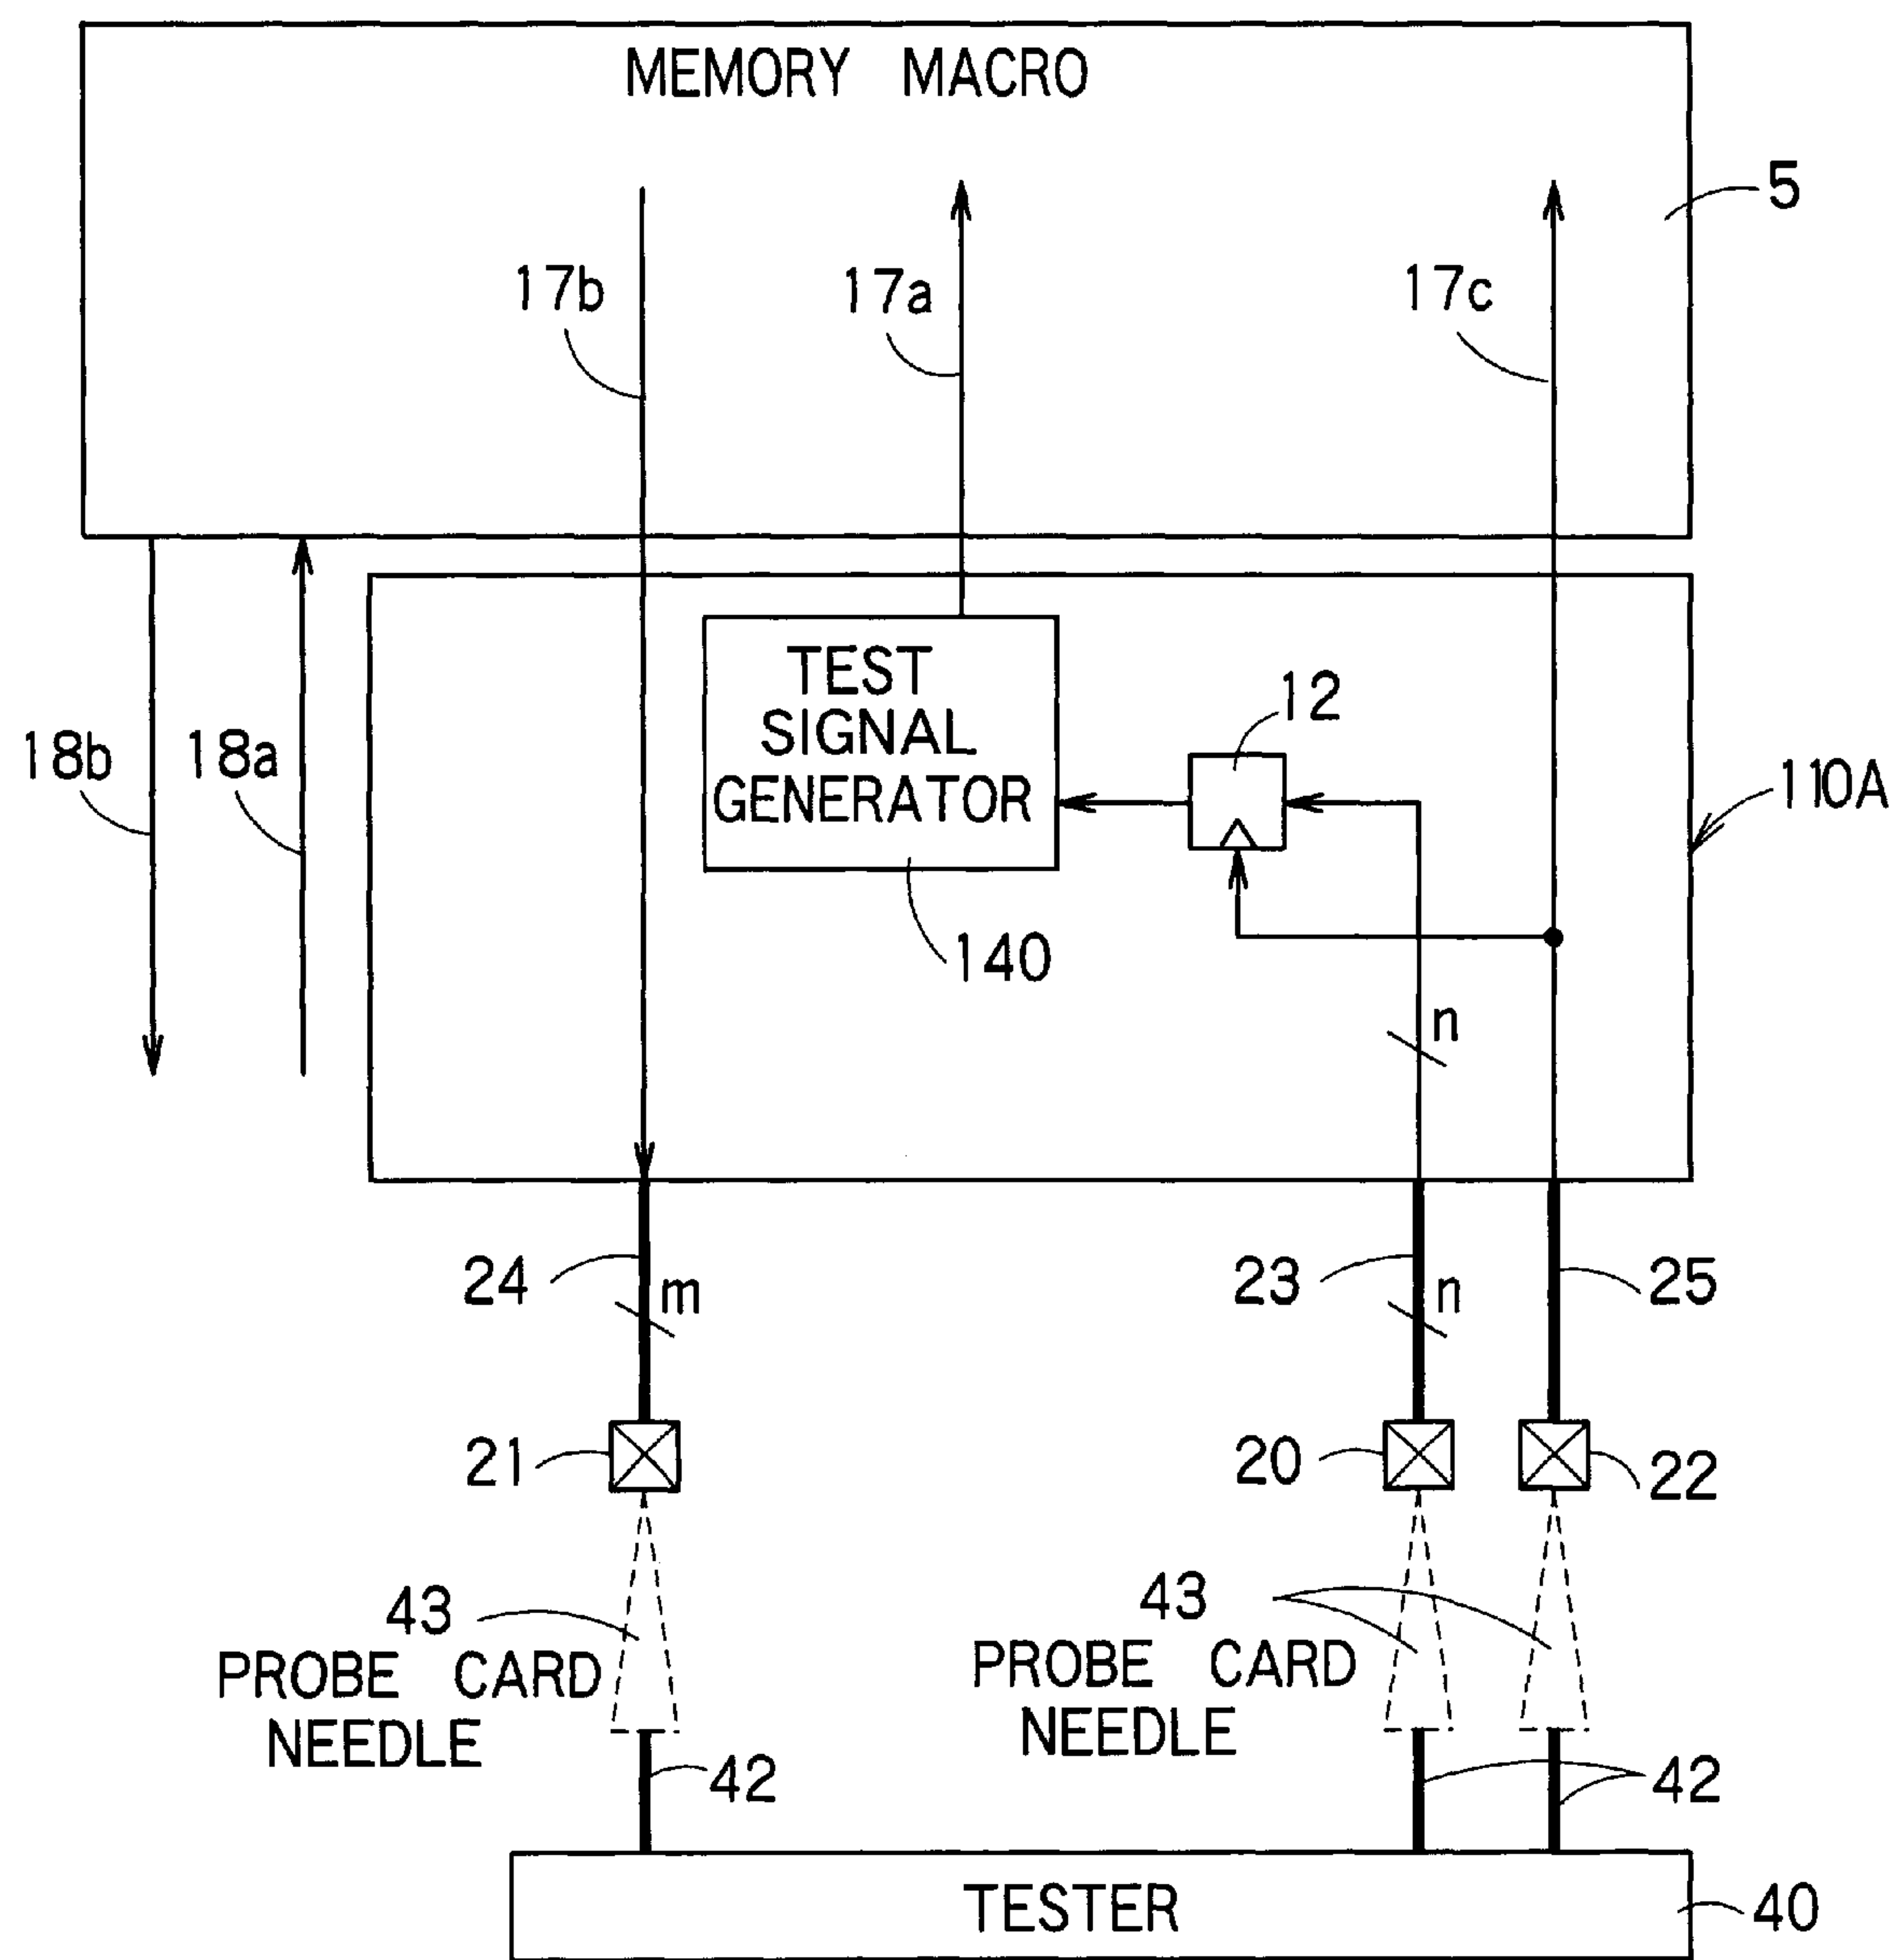 MEMORY MACRO
5
17b
17a
17c
TEST
SIGNAL
GENERATOR
12
18b
18a
110A
140
n
24
m
23
n
25
21
20
22
43
PROBE CARD
NEEDLE
43
PROBE CARD
NEEDLE
42
42
TESTER
40